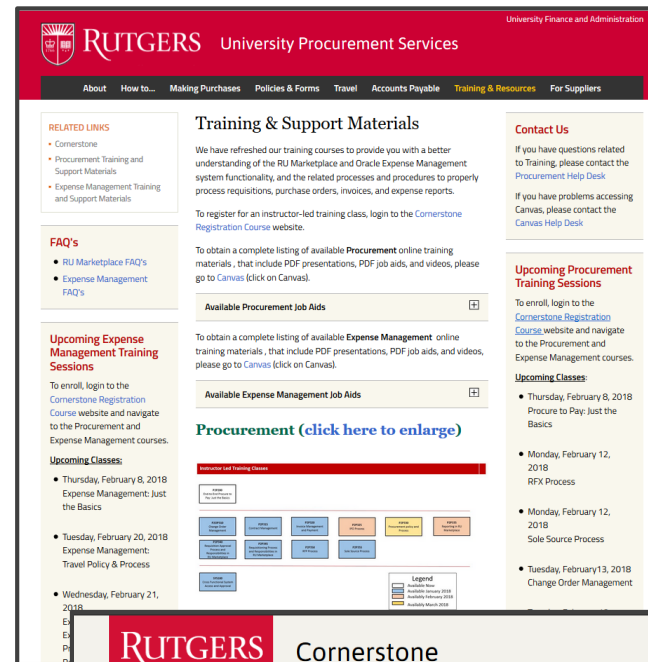 University Finance and Administration
RUTGERS University Procurement Services
About How to... Making Purchases Policies & Forms Travel Accounts Payable Training & Resources For Suppliers
RELATED LINKS
Cornerstone
Procurement Training and
Support Materials
Expense Management Training
and Support Materials
FAQ's
RU Marketplace FAQ's
Expense Management
FAQ's
Upcoming Expense
Management Training
Sessions
To enroll, login to the
Cornerstone Registration
Course website and navigate
to the Procurement and
Expense Management courses.
Upcoming Classes:
Thursday, February 8, 2018
Expense Management: Just
the Basics
Tuesday, February 20, 2018
Expense Management:
Travel Policy & Process
Wednesday, February 21,
2018
Training & Support Materials
We have refreshed our training courses to provide you with a better
understanding of the RU Marketplace and Oracle Expense Management
system functionality, and the related processes and procedures to properly
process requisitions, purchase orders, invoices, and expense reports.
To register for an instructor-led training class, login to the Cornerstone
Registration Course website.
To obtain a complete listing of available Procurement online training
materials , that include PDF presentations, PDF job aids, and videos, please
go to Canvas (click on Canvas).
Available Procurement Job Aids
To obtain a complete listing of available Expense Management online
training materials , that include PDF presentations, PDF job aids, and videos,
please go to Canvas (click on Canvas).
Available Expense Management Job Aids
Procurement (click here to enlarge)
Instructor Led Training Classes
Legend
Available Now
Available January 2018
Available February 2018
Available March 2018
Contact Us
If you have questions related
to Training, please contact the
Procurement Help Desk
If you have problems accessing
Canvas, please contact the
Canvas Help Desk
Upcoming Procurement
Training Sessions
To enroll, login to the
Cornerstone Registration
Course website and navigate
to the Procurement and
Expense Management courses.
Upcoming Classes:
Thursday, February 8, 2018
Procure to Pay: Just the
Basics
Monday, February 12,
2018
RFX Process
Monday, February 12,
2018
Sole Source Process
Tuesday, February13, 2018
Change Order Management
RUTGERS Cornerstone